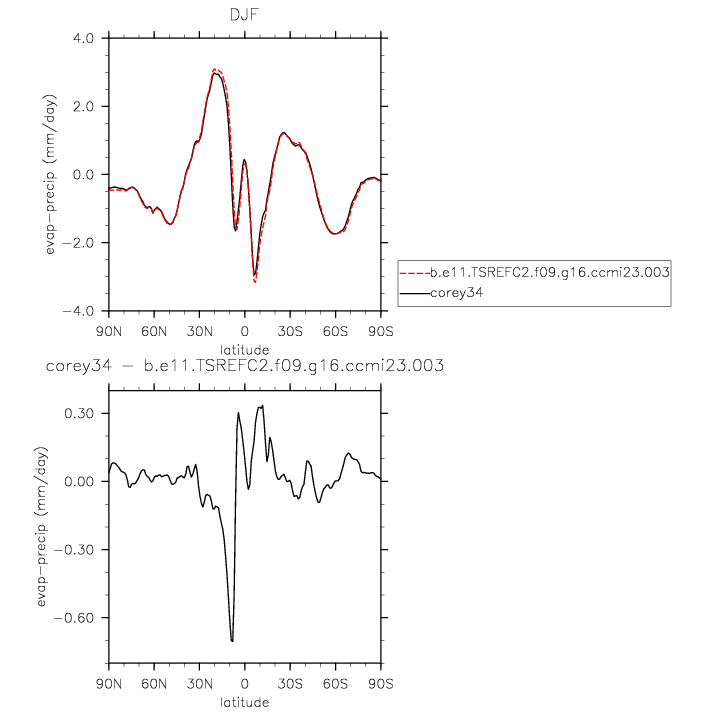 DJF
4.0
2.0
0.0
−2.0
−4.0
evap−precip (mm/day)
90N 60N 30N 0 30S 60S 90S
latitude
b.e11.TSREFC2.f09.g16.ccmi23.003
corey34
corey34 − b.e11.TSREFC2.f09.g16.ccmi23.003
0.30
0.00
−0.30
−0.60
evap−precip (mm/day)
90N 60N 30N 0 30S 60S 90S
latitude